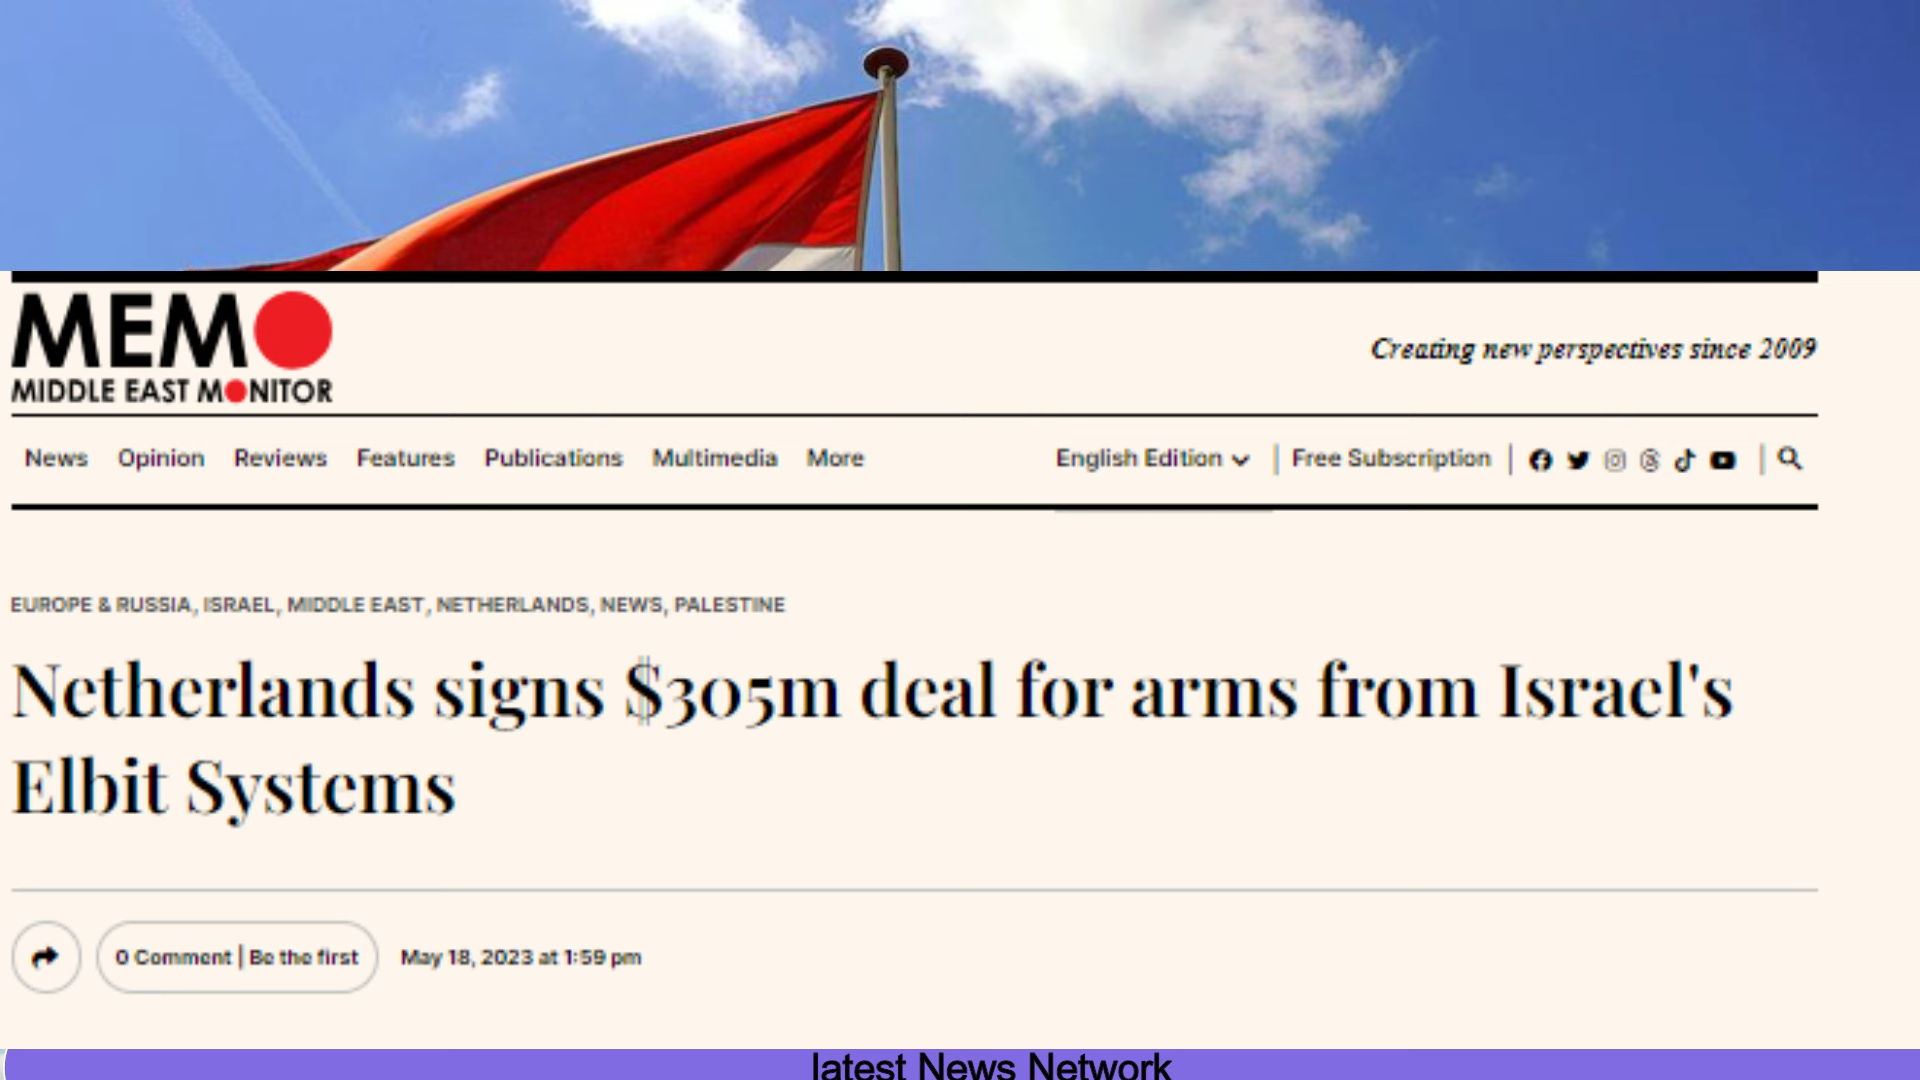 MEMO
MIDDLE EAST MONITOR
Creating new perspectives since 2009
News Opinion Reviews Features Publications Multimedia More English Edition Free Subscription
EUROPE & RUSSIA, ISRAEL, MIDDLE EAST, NETHERLANDS, NEWS, PALESTINE
Netherlands signs $305m deal for arms from Israel's
Elbit Systems
0 Comment | Be the first May 18, 2023 at 1:59 pm
latest News Network